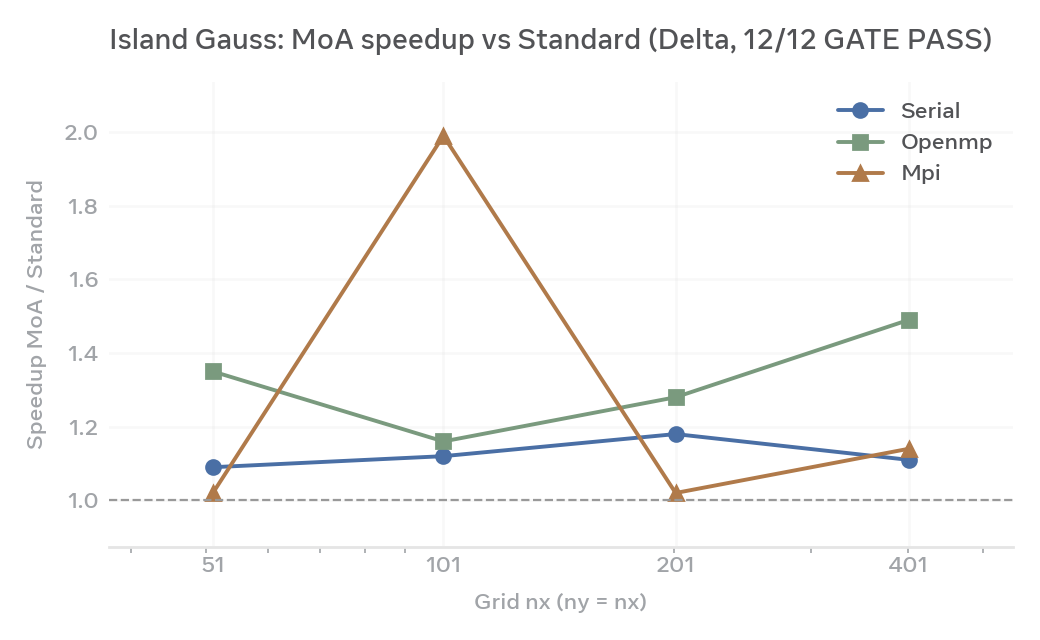 Island Gauss: MoA speedup vs Standard (Delta, 12/12 GATE PASS)
Serial
Openmp
Mpi
Speedup MoA / Standard
2.0
1.8
1.6
1.4
1.2
1.0
51 101 201 401
Grid nx (ny = nx)